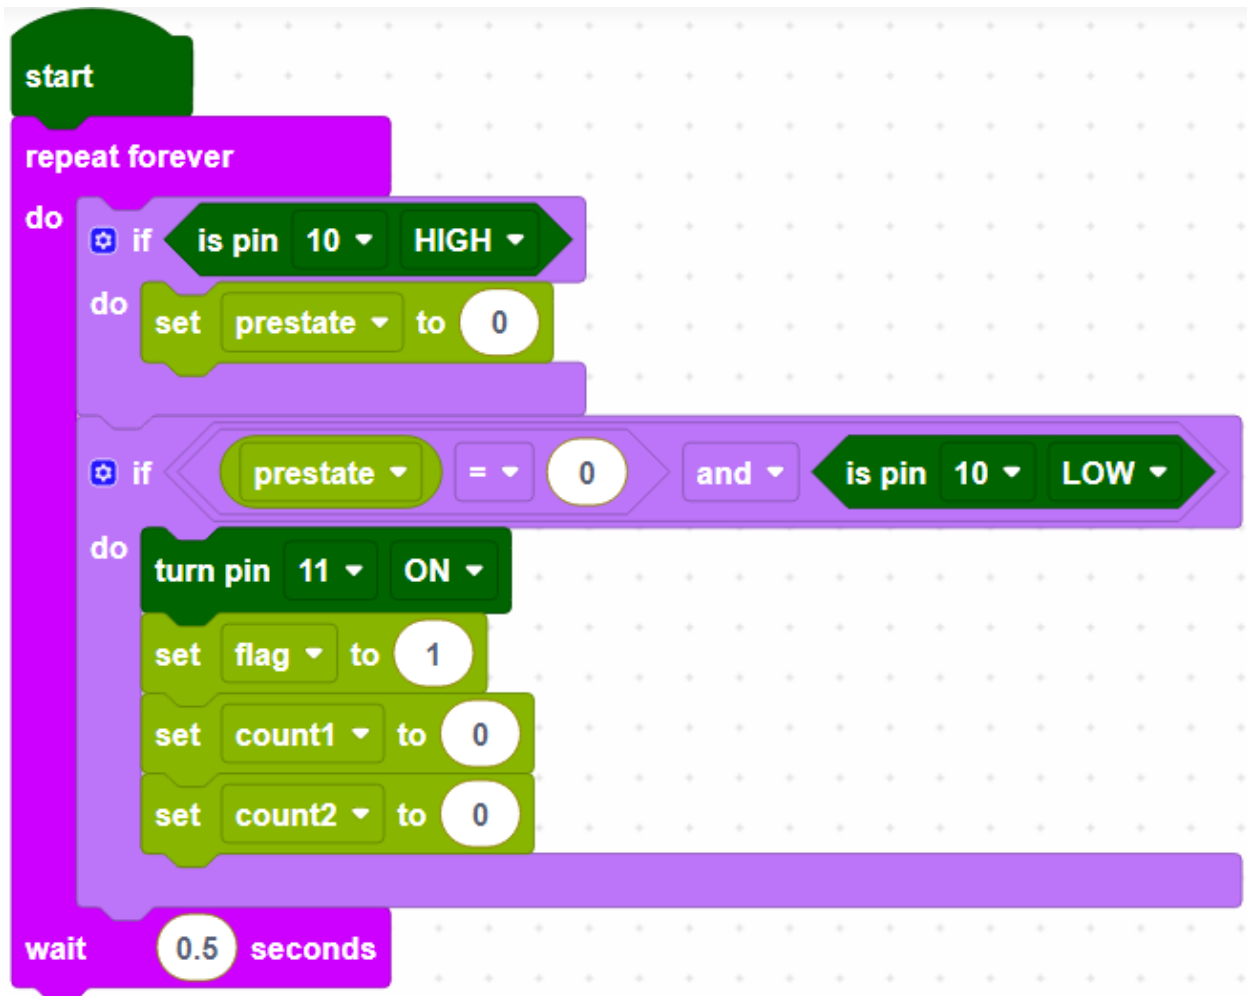 start
repeat forever
do
if is pin 10 HIGH
do
set prestate to 0
if prestate = 0 and is pin 10 LOW
do
turn pin 11 ON
set flag to 1
set count1 to 0
set count2 to 0
wait 0.5 seconds